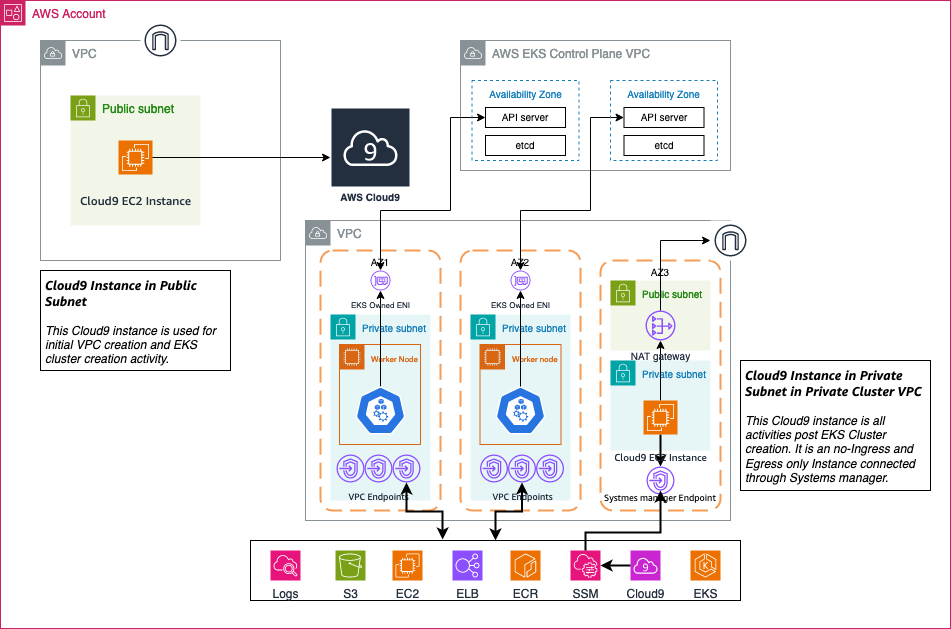 AWS Account
VPC
Public subnet
Cloud9 EC2 Instance
9
AWS Cloud9
AWS EKS Control Plane VPC
Availability Zone
API server
etcd
Availability Zone
API server
etcd
Cloud9 Instance in Public
Subnet
This Cloud9 instance is used for
initial VPC creation and EKS
cluster creation activity.
VPC
AZ1
EKS Owned ENI
Private subnet
Worker Node
VPC Endpoints
AZ2
EKS Owned ENI
Private subnet
Worker node
VPC Endpoints
AZ3
Public subnet
NAT gateway
Private subnet
Cloud9 EC2 Instance
Systmes manager Endpoint
Cloud9 Instance in Private
Subnet in Private Cluster VPC
This Cloud9 instance is all
activities post EKS Cluster
creation. It is an no-Ingress and
Egress only Instance connected
through Systems manager.
9
K
Logs
S3
EC2
ELB
ECR
SSM
Cloud9
EKS